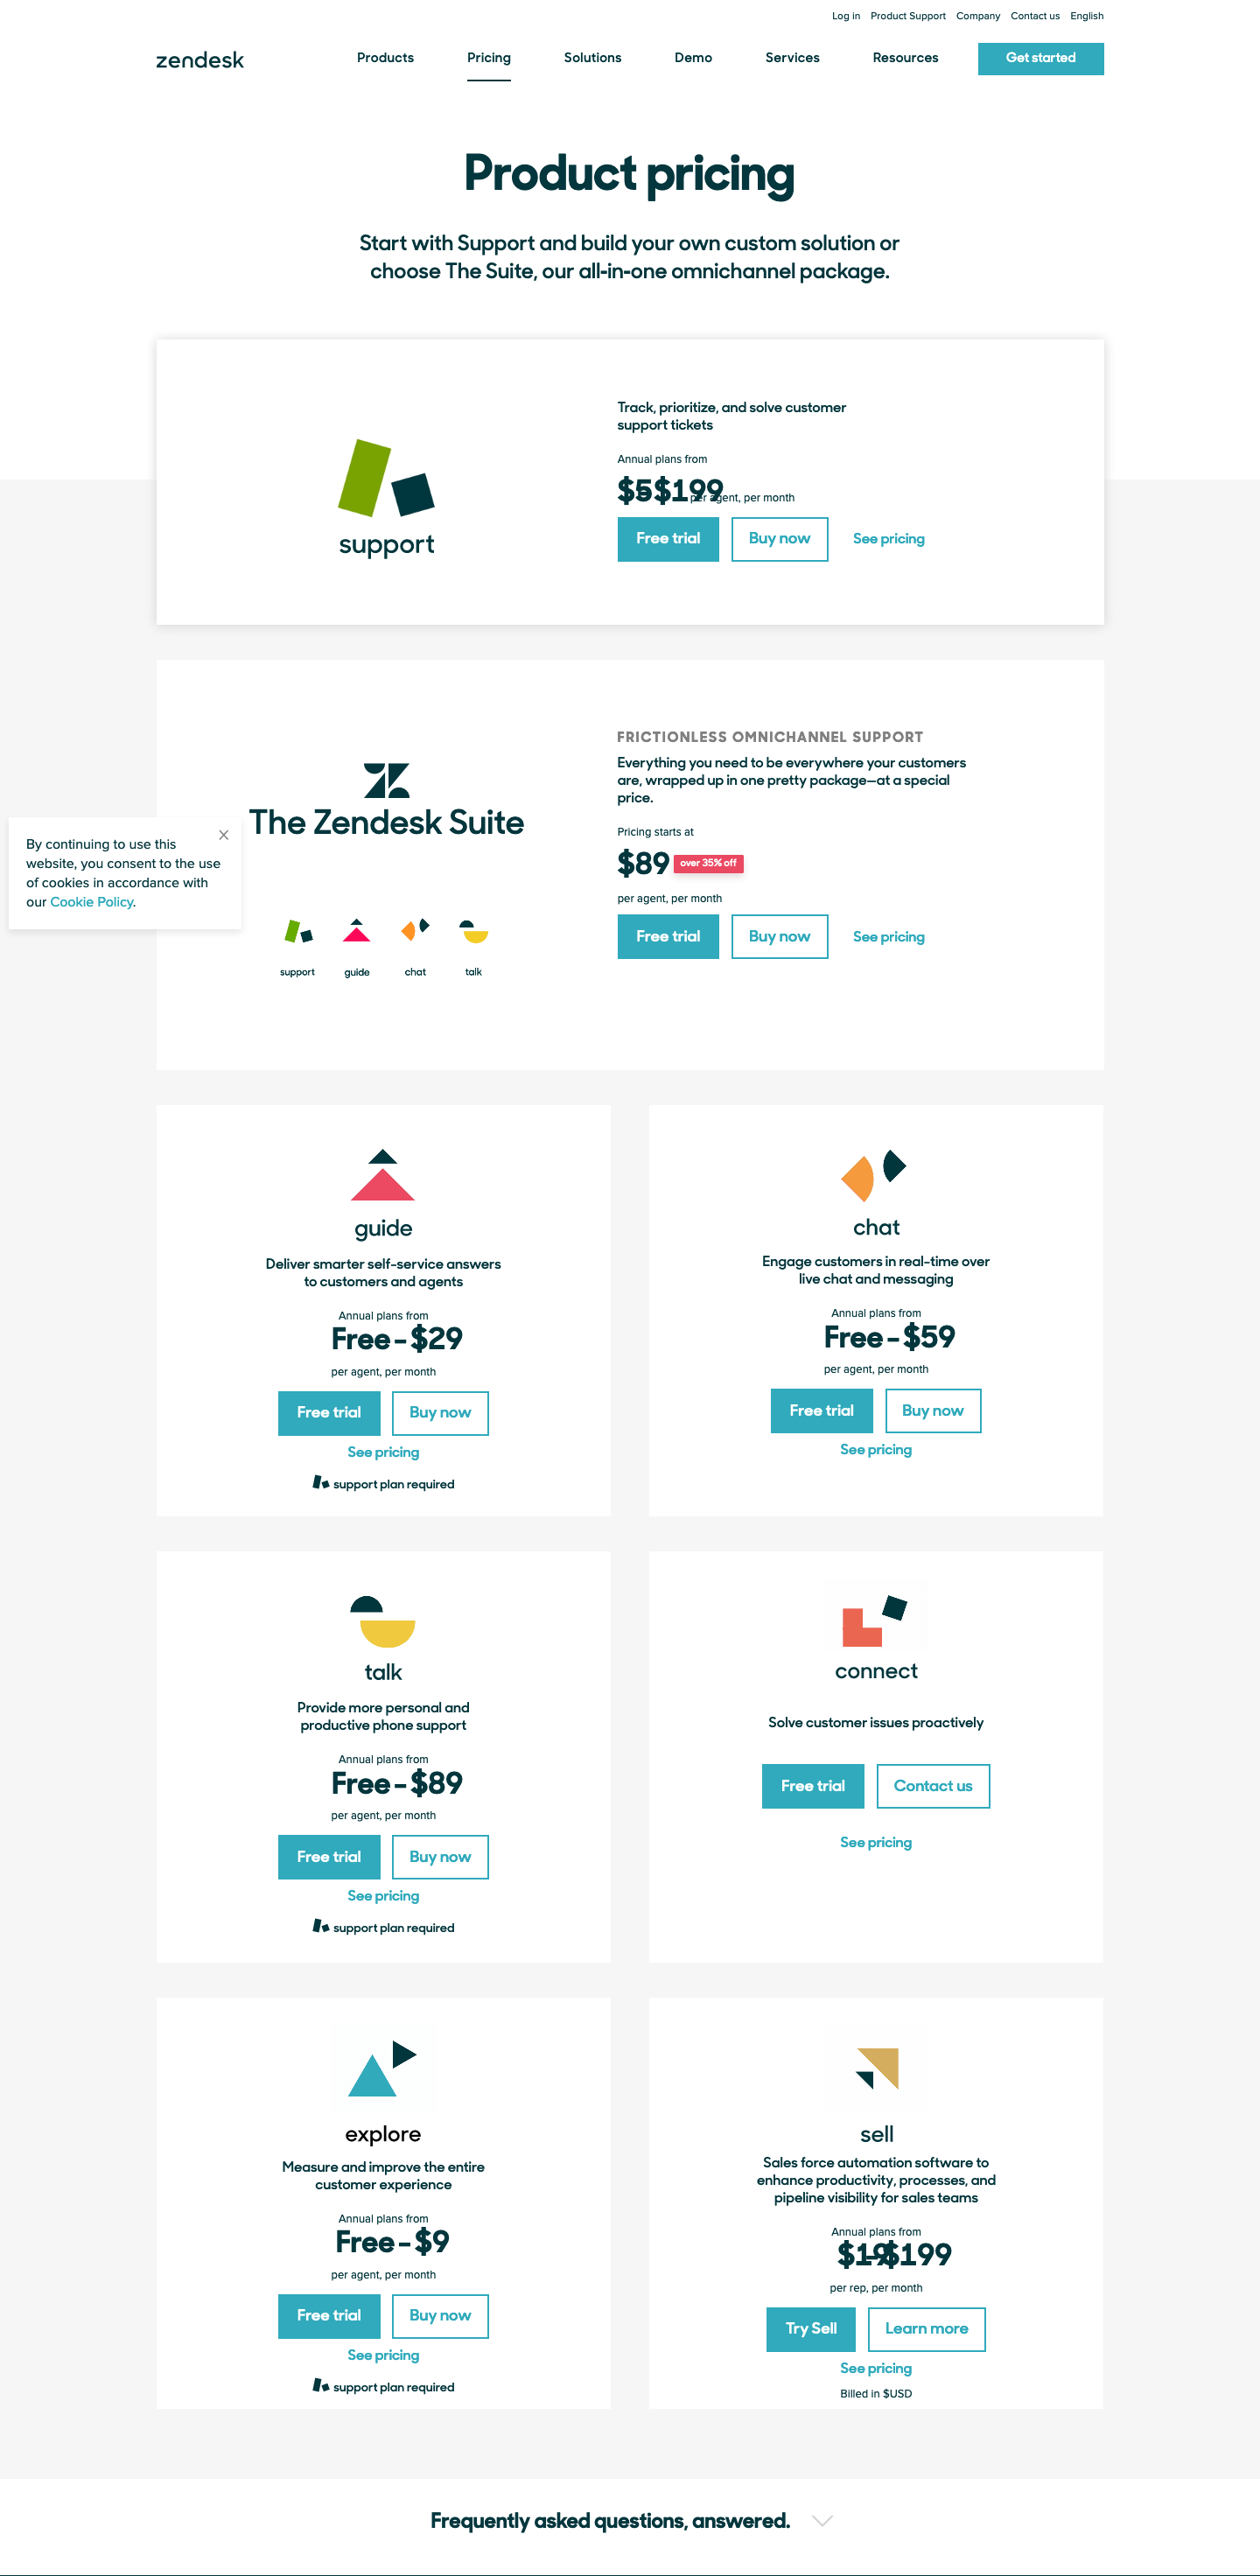 Log in Product Support Company Contact us English
zendesk Products Pricing Solutions Demo Services Resources Get started
Product pricing
Start with Support and build your own custom solution or
choose The Suite, our all-in-one omnichannel package.
support
Track, prioritize, and solve customer
support tickets
Annual plans from
$5 - $199 per agent, per month
Free trial Buy now See pricing
The Zendesk Suite
support guide chat talk
FRICTIONLESS OMNICHANNEL SUPPORT
Everything you need to be everywhere your customers
are, wrapped up in one pretty package—at a special
price.
Pricing starts at
$89 over 35% off
per agent, per month
Free trial Buy now See pricing
By continuing to use this
website, you consent to the use
of cookies in accordance with
our Cookie Policy.
guide
Deliver smarter self-service answers
to customers and agents
Annual plans from
Free - $29
per agent, per month
Free trial Buy now
See pricing
support plan required
chat
Engage customers in real-time over
live chat and messaging
Annual plans from
Free - $59
per agent, per month
Free trial Buy now
See pricing
talk
Provide more personal and
productive phone support
Annual plans from
Free - $89
per agent, per month
Free trial Buy now
See pricing
support plan required
connect
Solve customer issues proactively
Free trial Contact us
See pricing
explore
Measure and improve the entire
customer experience
Annual plans from
Free - $9
per agent, per month
Free trial Buy now
See pricing
support plan required
sell
Sales force automation software to
enhance productivity, processes, and
pipeline visibility for sales teams
Annual plans from
$19 - $199
per rep, per month
Try Sell Learn more
See pricing
Billed in $USD
Frequently asked questions, answered.